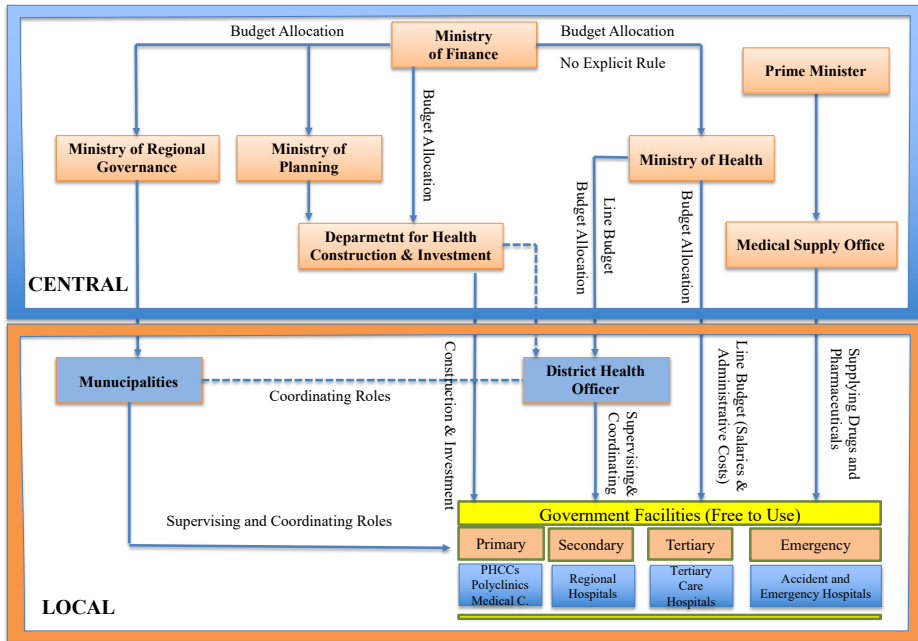 Budget Allocation
Ministry
of Finance
Budget Allocation
No Explicit Rule
Prime Minister
Budget Allocation
Ministry of Regional
Governance
Ministry of
Planning
Ministry of Health
Line Budget
Budget Allocation
Budget Allocation
Deparmetnt for Health
Construction & Investment
Medical Supply Office
CENTRAL
Munucipalities
Coordinating Roles
District Health
Officer
Construction &
Investment
Supervising&
Coordinating
Line Budget (Salaries &
Administrative Costs)
Supplying Drugs and
Pharmaceuticals
Supervising and Coordinating Roles
Government Facilities (Free to Use)
Primary
Secondary
Tertiary
Emergency
PHCCs
Polyclinics
Medical C.
Regional
Hospitals
Tertiary
Care
Hospitals
Accident and
Emergency Hospitals
LOCAL